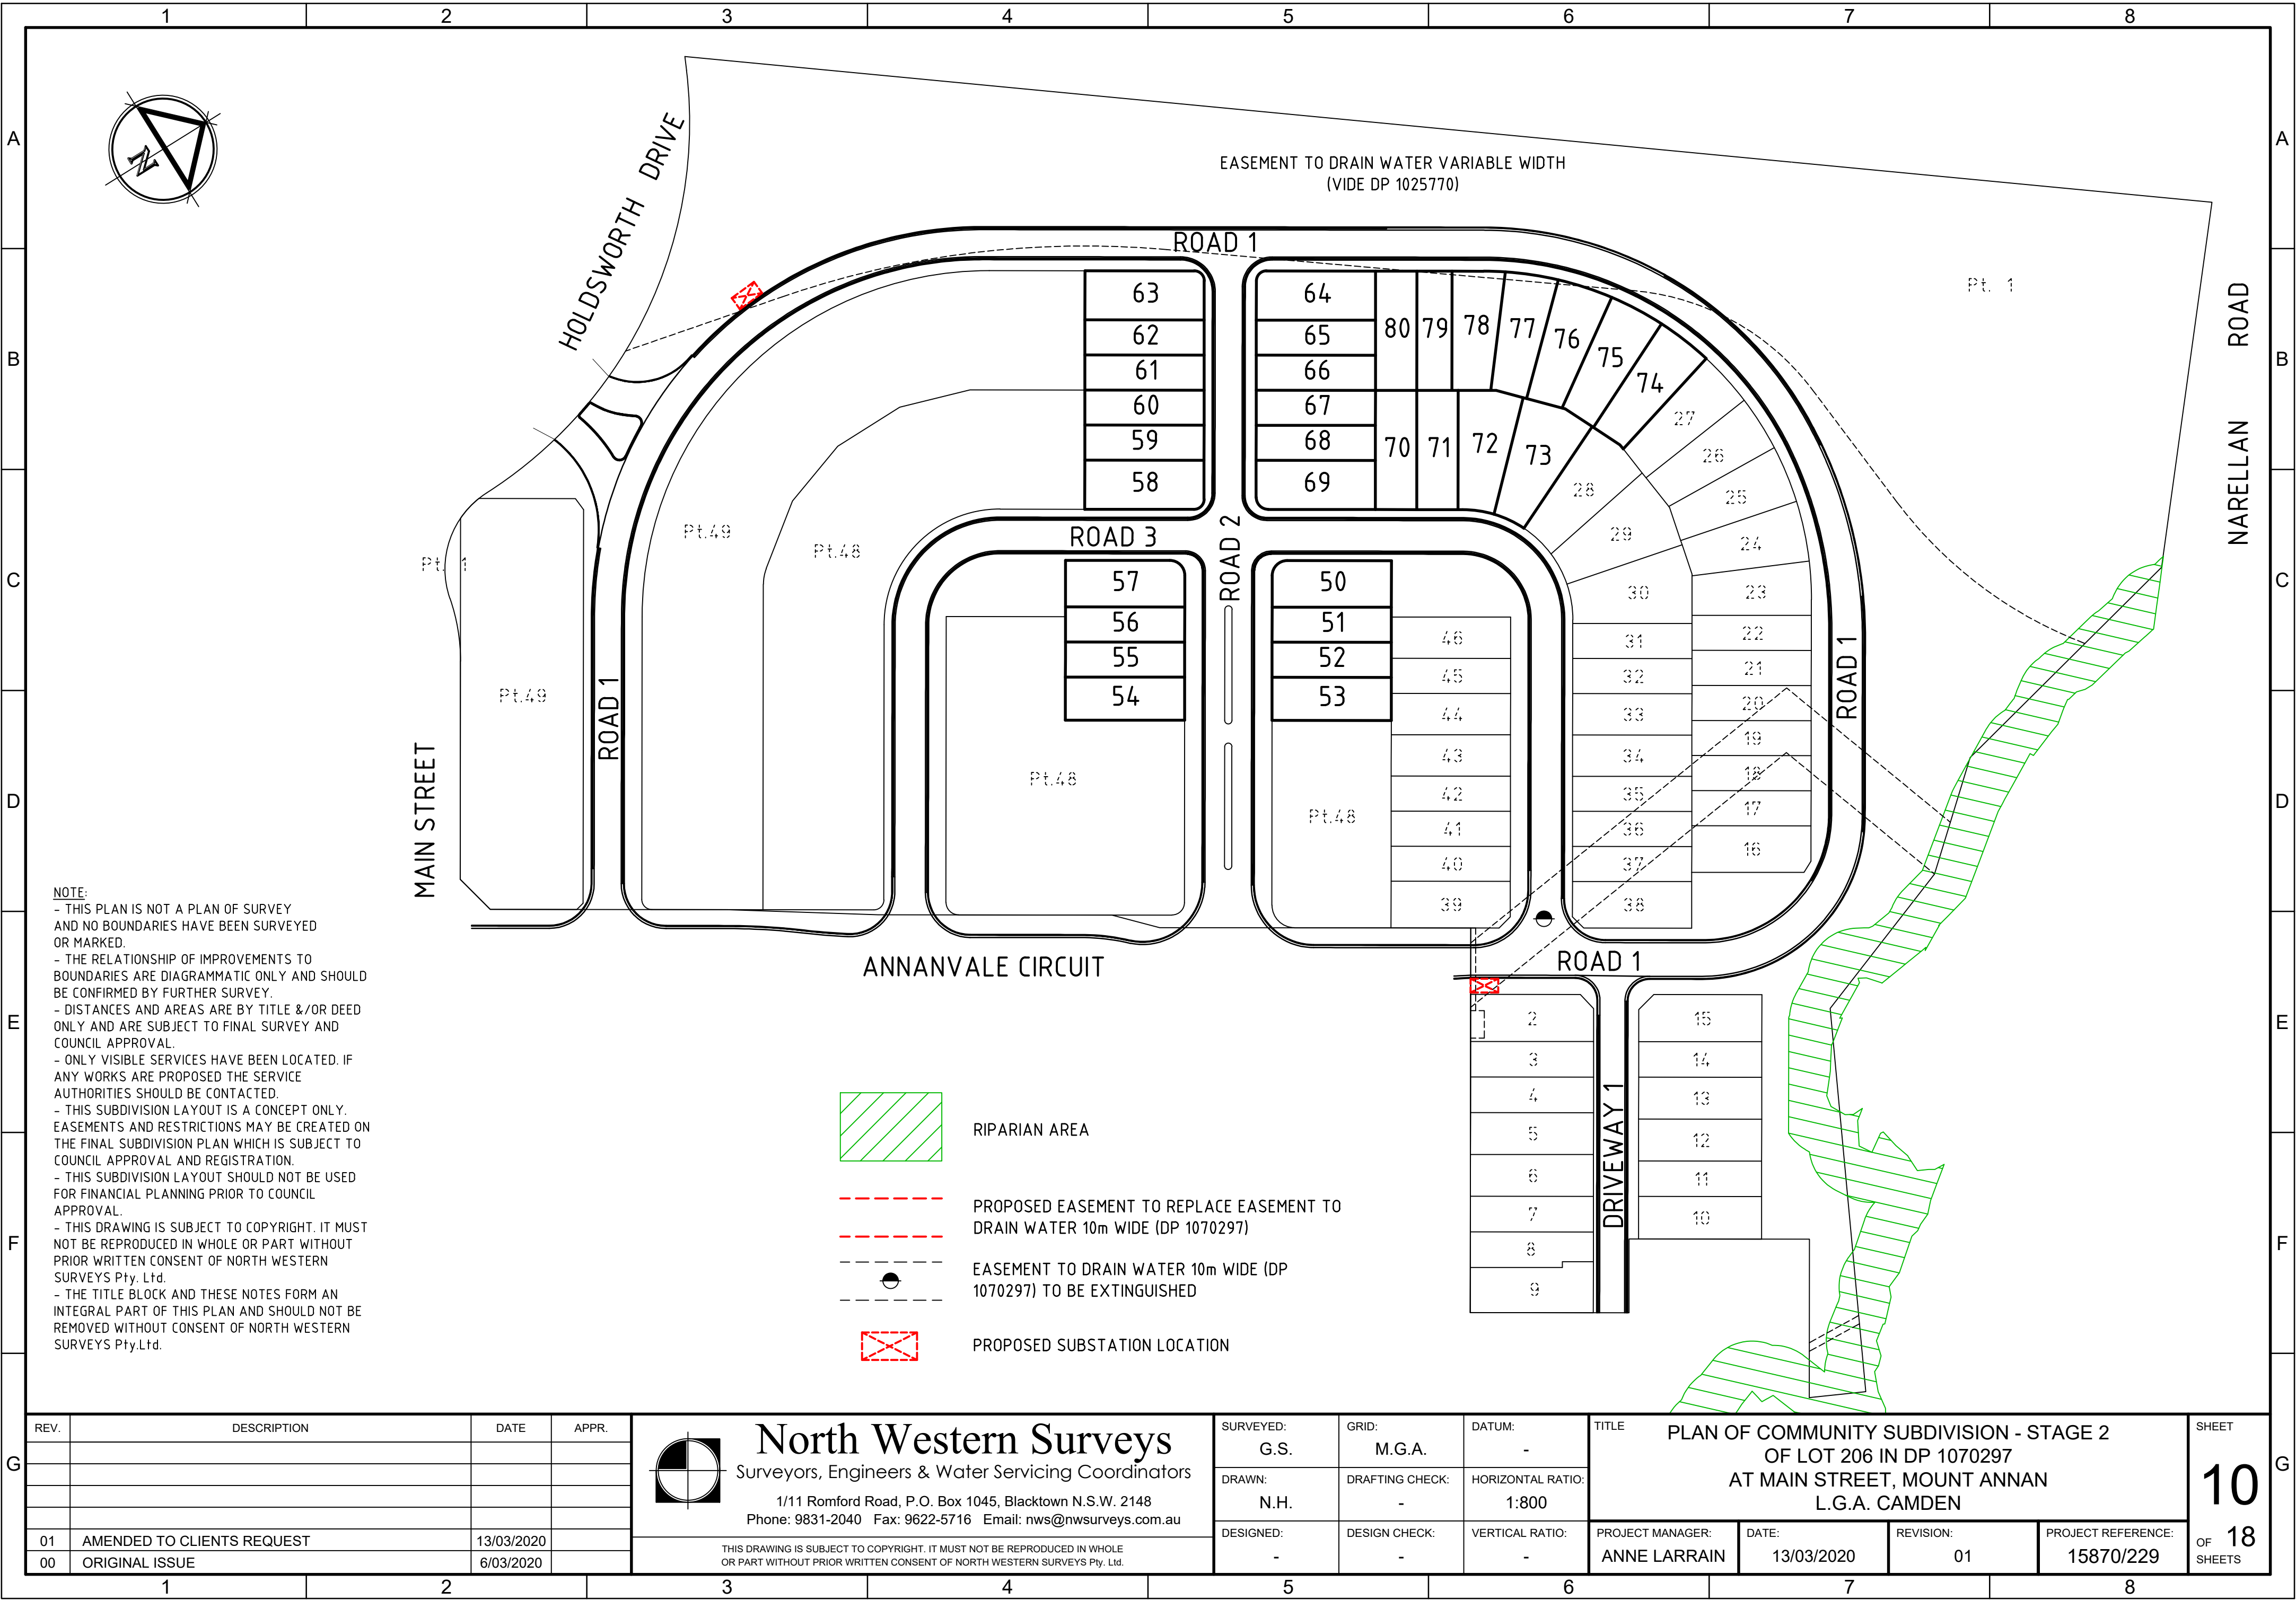 1 2 3 4 5 6 7 8
A A
B B
C C
D D
E E
F F
G G
N
HOLDSWORTH DRIVE
EASEMENT TO DRAIN WATER VARIABLE WIDTH
(VIDE DP 1025770)
ROAD 1
Pt. 1
NARELLAN ROAD
63 64 80 79 78 77 76 75 74
62 65
61 66
60 67
59 68 70 71 72 73
58 69
27
26
25
28
29
24
30
23
Pt.49
Pt.48
Pt. 1
ROAD 3
ROAD 2
57 50
56 51
55 52
54 53
46
45
44
43
42
41
40
39
31
32
33
34
35
36
37
38
22
21
20
19
18
17
16
ROAD 1
Pt.49
ROAD 1
MAIN STREET
Pt.48
Pt.48
ANNANVALE CIRCUIT
ROAD 1
2
3
4
5
6
7
8
9
DRIVEWAY 1
15
14
13
12
11
10
NOTE:
- THIS PLAN IS NOT A PLAN OF SURVEY
AND NO BOUNDARIES HAVE BEEN SURVEYED
OR MARKED.
- THE RELATIONSHIP OF IMPROVEMENTS TO
BOUNDARIES ARE DIAGRAMMATIC ONLY AND SHOULD
BE CONFIRMED BY FURTHER SURVEY.
- DISTANCES AND AREAS ARE BY TITLE &/OR DEED
ONLY AND ARE SUBJECT TO FINAL SURVEY AND
COUNCIL APPROVAL.
- ONLY VISIBLE SERVICES HAVE BEEN LOCATED. IF
ANY WORKS ARE PROPOSED THE SERVICE
AUTHORITIES SHOULD BE CONTACTED.
- THIS SUBDIVISION LAYOUT IS A CONCEPT ONLY.
EASEMENTS AND RESTRICTIONS MAY BE CREATED ON
THE FINAL SUBDIVISION PLAN WHICH IS SUBJECT TO
COUNCIL APPROVAL AND REGISTRATION.
- THIS SUBDIVISION LAYOUT SHOULD NOT BE USED
FOR FINANCIAL PLANNING PRIOR TO COUNCIL
APPROVAL.
- THIS DRAWING IS SUBJECT TO COPYRIGHT. IT MUST
NOT BE REPRODUCED IN WHOLE OR PART WITHOUT
PRIOR WRITTEN CONSENT OF NORTH WESTERN
SURVEYS Pty. Ltd.
- THE TITLE BLOCK AND THESE NOTES FORM AN
INTEGRAL PART OF THIS PLAN AND SHOULD NOT BE
REMOVED WITHOUT CONSENT OF NORTH WESTERN
SURVEYS Pty.Ltd.
RIPARIAN AREA
PROPOSED EASEMENT TO REPLACE EASEMENT TO
DRAIN WATER 10m WIDE (DP 1070297)
EASEMENT TO DRAIN WATER 10m WIDE (DP
1070297) TO BE EXTINGUISHED
PROPOSED SUBSTATION LOCATION
REV. DESCRIPTION DATE APPR.
01 AMENDED TO CLIENTS REQUEST 13/03/2020
00 ORIGINAL ISSUE 6/03/2020
North Western Surveys
Surveyors, Engineers & Water Servicing Coordinators
1/11 Romford Road, P.O. Box 1045, Blacktown N.S.W. 2148
Phone: 9831-2040 Fax: 9622-5716 Email: nws@nwsurveys.com.au
THIS DRAWING IS SUBJECT TO COPYRIGHT. IT MUST NOT BE REPRODUCED IN WHOLE
OR PART WITHOUT PRIOR WRITTEN CONSENT OF NORTH WESTERN SURVEYS Pty. Ltd.
SURVEYED: GRID: DATUM:
G.S. M.G.A. -
DRAWN: DRAFTING CHECK: HORIZONTAL RATIO:
N.H. - 1:800
DESIGNED: DESIGN CHECK: VERTICAL RATIO:
- - -
TITLE
PLAN OF COMMUNITY SUBDIVISION - STAGE 2
OF LOT 206 IN DP 1070297
AT MAIN STREET, MOUNT ANNAN
L.G.A. CAMDEN
PROJECT MANAGER: DATE: REVISION: PROJECT REFERENCE:
ANNE LARRAIN 13/03/2020 01 15870/229
SHEET
10
OF 18
SHEETS
1 2 3 4 5 6 7 8